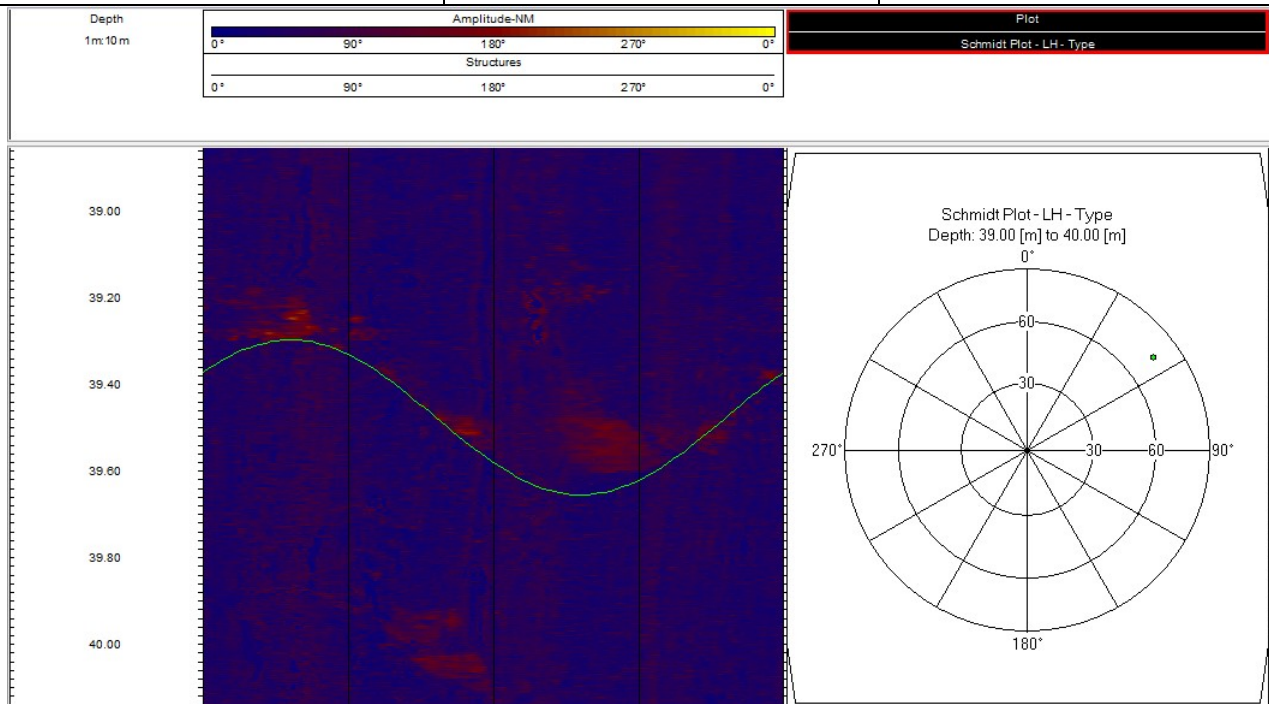 Depth
1m:10 m
Amplitude-NM
0° 90° 180° 270° 0°
Structures
0° 90° 180° 270° 0°
Plot
Schmidt Plot - LH - Type
39.00
39.20
39.40
39.60
39.80
40.00
Schmidt Plot - LH - Type
Depth: 39.00 [m] to 40.00 [m]
0°
60
30
270° 30 60 90°
180°